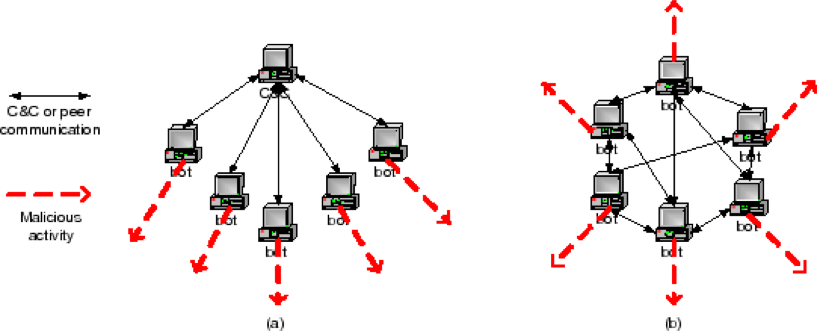 C&C
C&C or peer
communication
bot
bot
bot
bot
bot
Malicious
activity
(a)
bot
bot
bot
bot
bot
bot
(b)